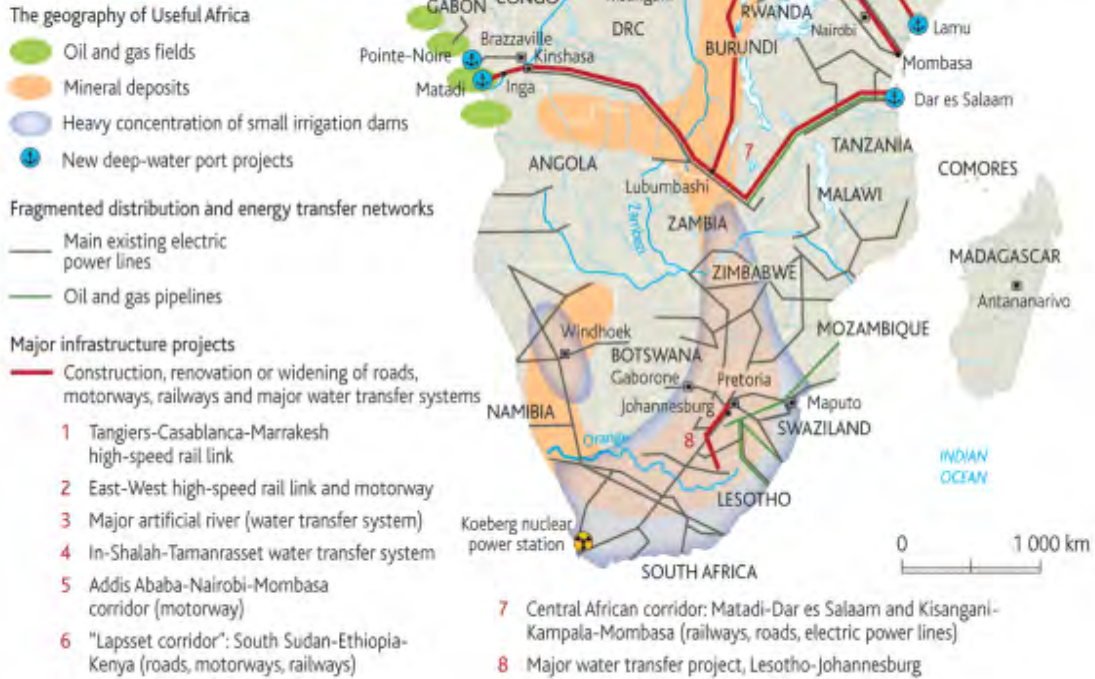 The geography of Useful Africa
Oil and gas fields
Mineral deposits
Heavy concentration of small irrigation dams
New deep-water port projects
Fragmented distribution and energy transfer networks
Main existing electric
power lines
Oil and gas pipelines
Major infrastructure projects
Construction, renovation or widening of roads,
motorways, railways and major water transfer systems
1 Tangiers-Casablanca-Marrakesh
high-speed rail link
2 East-West high-speed rail link and motorway
3 Major artificial river (water transfer system)
4 In-Shalah-Tamanrasset water transfer system
5 Addis Ababa-Nairobi-Mombasa
corridor (motorway)
6 "Lapsset corridor": South Sudan-Ethiopia-
Kenya (roads, motorways, railways)
7 Central African corridor: Matadi-Dar es Salaam and Kisangani-
Kampala-Mombasa (railways, roads, electric power lines)
8 Major water transfer project, Lesotho-Johannesburg
GABON
CONGO
DRC
RWANDA
Nairobi
Lamu
Brazzaville
Pointe-Noire
Kinshasa
BURUNDI
Mombasa
Matadi
Inga
Dar es Salaam
7
TANZANIA
ANGOLA
COMORES
Lubumbashi
MALAWI
Zambezi
ZAMBIA
MADAGASCAR
ZIMBABWE
Antananarivo
Windhoek
MOZAMBIQUE
BOTSWANA
Gaborone
Pretoria
NAMIBIA
Johannesburg
Maputo
SWAZILAND
8
Orange
INDIAN
OCEAN
LESOTHO
Koeberg nuclear
power station
0
1 000 km
SOUTH AFRICA